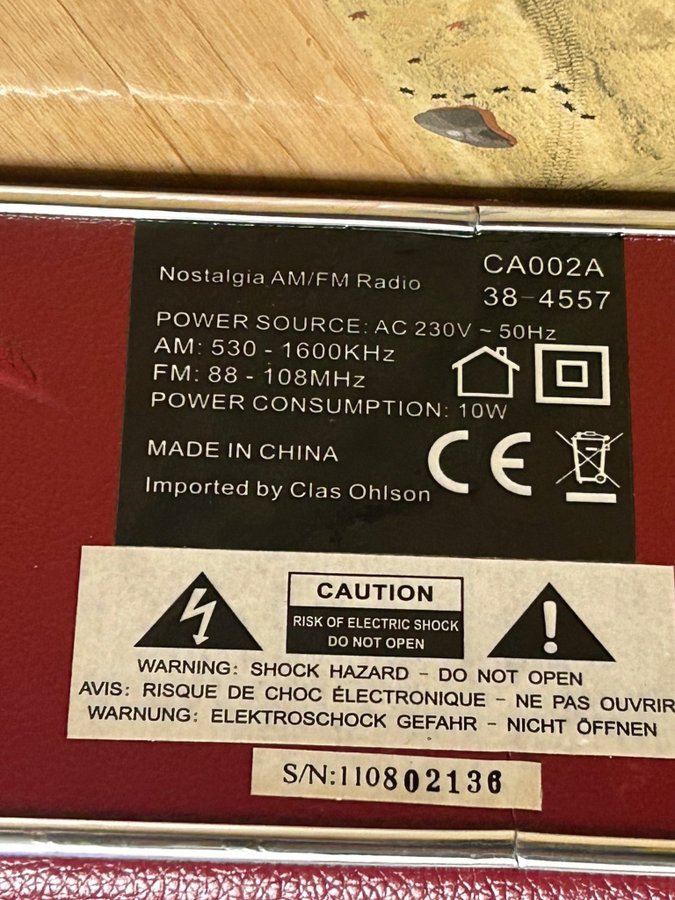 Nostalgia AM/FM Radio
CA002A
38-4557
POWER SOURCE: AC 230V ~ 50Hz
AM: 530 - 1600KHz
FM: 88 - 108MHz
POWER CONSUMPTION: 10W
MADE IN CHINA
CE
Imported by Clas Ohlson
CAUTION
RISK OF ELECTRIC SHOCK
DO NOT OPEN
WARNING: SHOCK HAZARD - DO NOT OPEN
AVIS: RISQUE DE CHOC ÉLECTRONIQUE - NE PAS OUVRIR
WARNUNG: ELEKTROSCHOCK GEFAHR - NICHT ÖFFNEN
S/N:110802136